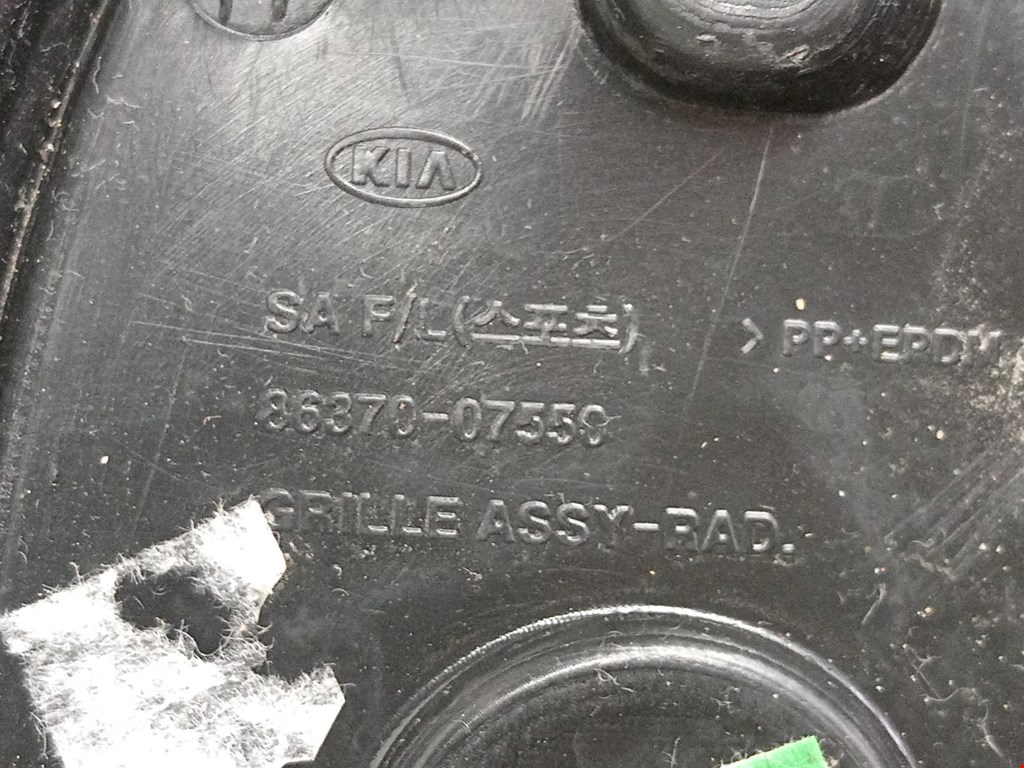 KIA
SA F/L(스포츠) > PP+EPDM
86370-07550
GRILLE ASSY-RAD.